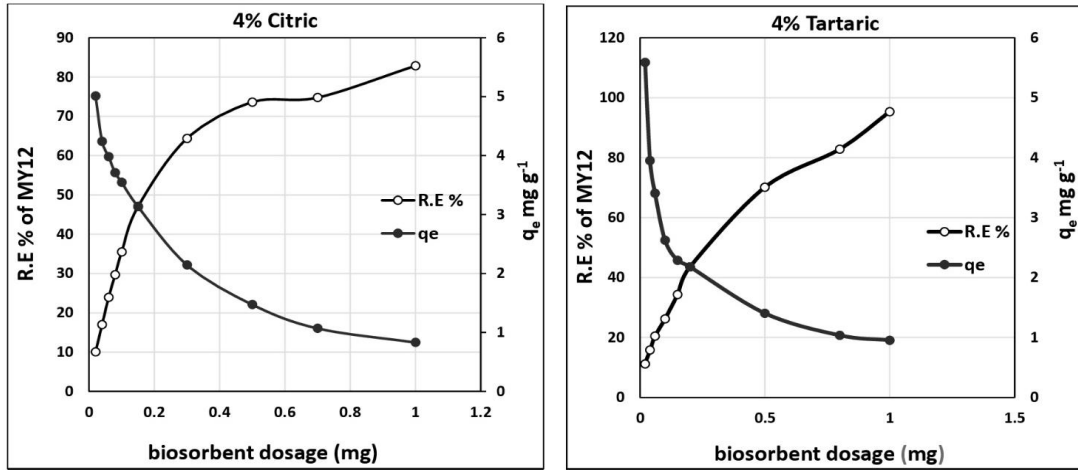 4% Citric
90
80
70
60
50
40
30
20
10
0
R.E % of MY12
6
5
4
3
2
1
0
qe mg g-1
R.E %
qe
0 0.2 0.4 0.6 0.8 1 1.2
biosorbent dosage (mg)
4% Tartaric
120
100
80
60
40
20
0
R.E % of MY12
6
5
4
3
2
1
0
qe mg g-1
R.E %
qe
0 0.5 1 1.5
biosorbent dosage (mg)